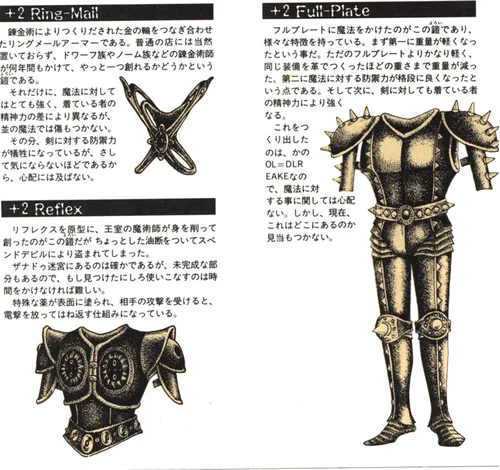 +2 Ring-Mail
錬金術によりつくりだされた金の輪をつなぎ合わせ
たリングメールアーマーである。普通の店には当然
置いておらず、ドワーフ族やノーム族などの錬金術師
が何年間もかけて、やっと一つ創れるかどうかという
鎧である。
よろい
それだけに、魔法に対して
はとても強く、着ている者の
精神力の差により異なるが、
並の魔法では傷もつかない。
その分、剣に対する防禦力
が犠牲になっているが、さし
て気にならないほどであるか
ら、心配には及ばない。
+2 Reflex
リフレクスを原型に、王室の魔術師が身を削って
創ったのがこの鎧だが ちょっとした油断をついてスペ
よろい
ンドデビルにより盗まれてしまった。
ザナドゥ迷宮にあるのは確かであるが、未完成な部
分もあるので、もし見つけたにしろ使いこなすのは時
間をかけなければ難しい。
特殊な薬が表面に塗られ、相手の攻撃を受けると、
電撃を放ってはね返す仕組みになっている。
+2 Full-Plate
よろい
フルプレートに魔法をかけたのがこの鎧であり、
様々な特徴を持っている。まず第一に重量が軽くなっ
たという事だ。ただのフルプレートよりかなり軽く、
同じ装備を革でつくったほどの重さまで重量が減っ
た。第二に魔法に対する防禦力が格段に良くなったと
いう点である。そして次に、剣に対しても着ている者
の精神力により強く
なる。
これをつ
くり出した
のは、かの
OL=DLR
EAKEなの
で、魔法に対
する事に関しては心配
ない。しかし、現在、
これはどこにあるのか
見当もつかない。